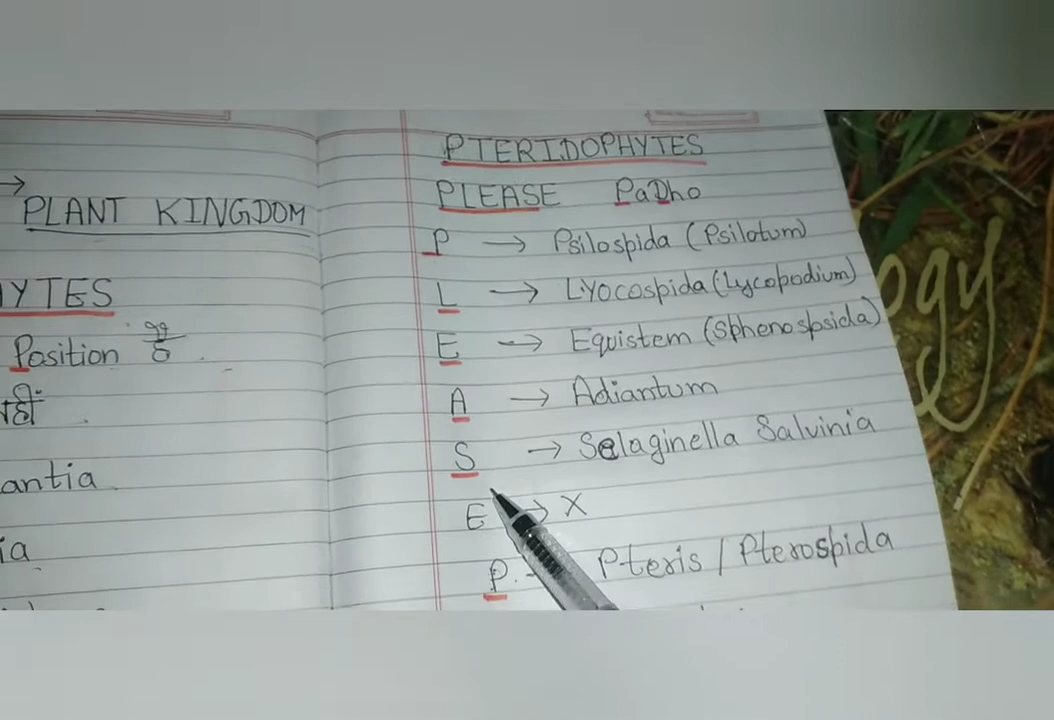 PLANT KINGDOM
YTES
Position
antia
ia
PTERIDOPHYTES
PLEASE PaDho
P → Psilospida (Psilotum)
L → Lyocospida (Lycopodium)
E → Equistem (Sphenospsida)
A → Adiantum
S → Selaginella Salvinia
E → X
P. Pteris / Pterospida
ogy